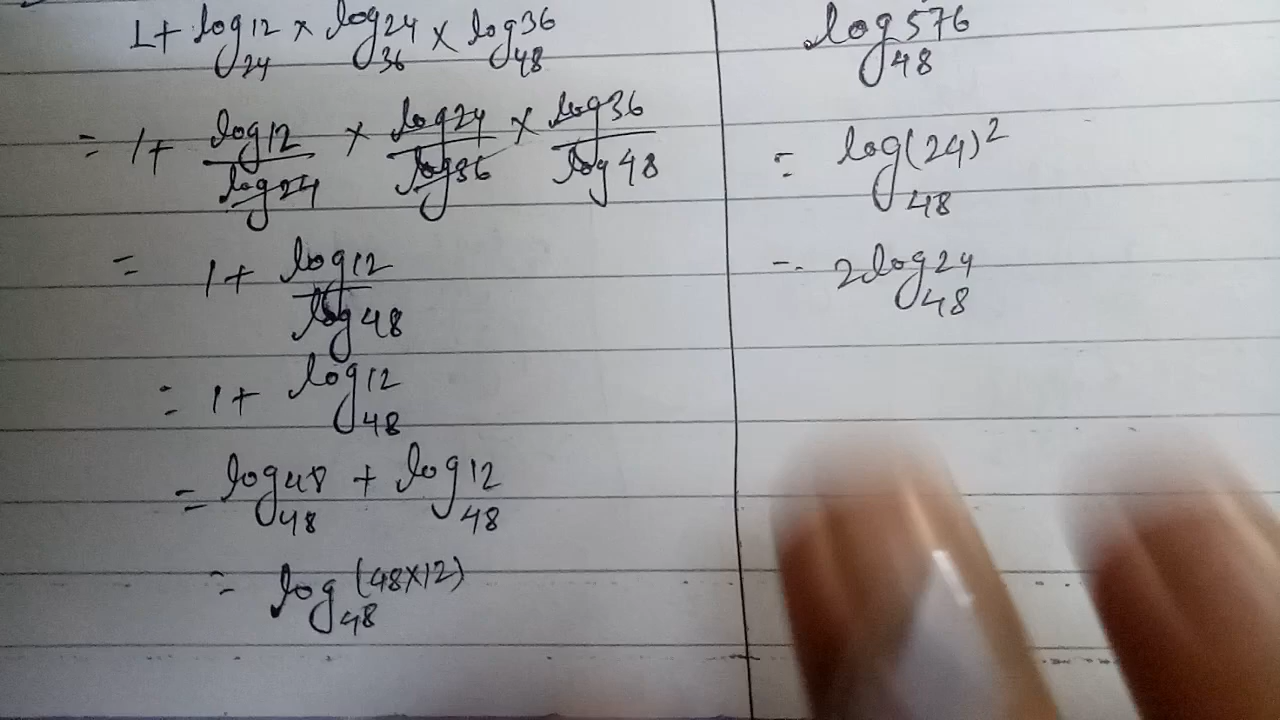 1 + log₂₄12 × log₃₆24 × log₄₈36
= 1 + log12/log24 × log24/log36 × log36/log48
= 1 + log12/log48
= 1 + log₄₈12
= log₄₈48 + log₄₈12
= log₄₈(48×12)
log₄₈576
= log₄₈(24)²
= 2log₄₈24